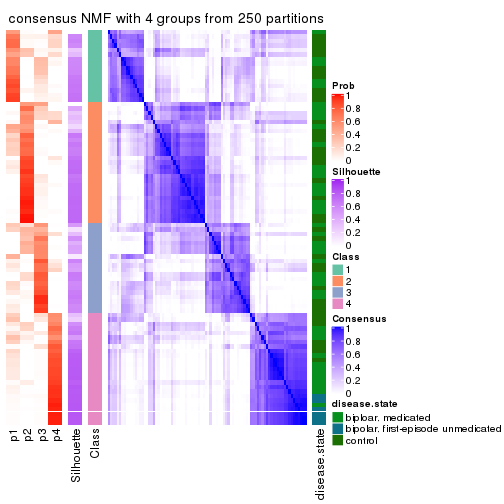 consensus NMF with 4 groups from 250 partitions
Prob
1
0.8
0.6
0.4
0.2
0
Silhouette
1
0.8
0.6
0.4
0.2
0
Class
1
2
3
4
Consensus
1
0.8
0.6
0.4
0.2
0
disease.state
biploar, medicated
bipolar, first-episode unmedicated
control
p1
p2
p3
p4
Silhouette
Class
disease.state